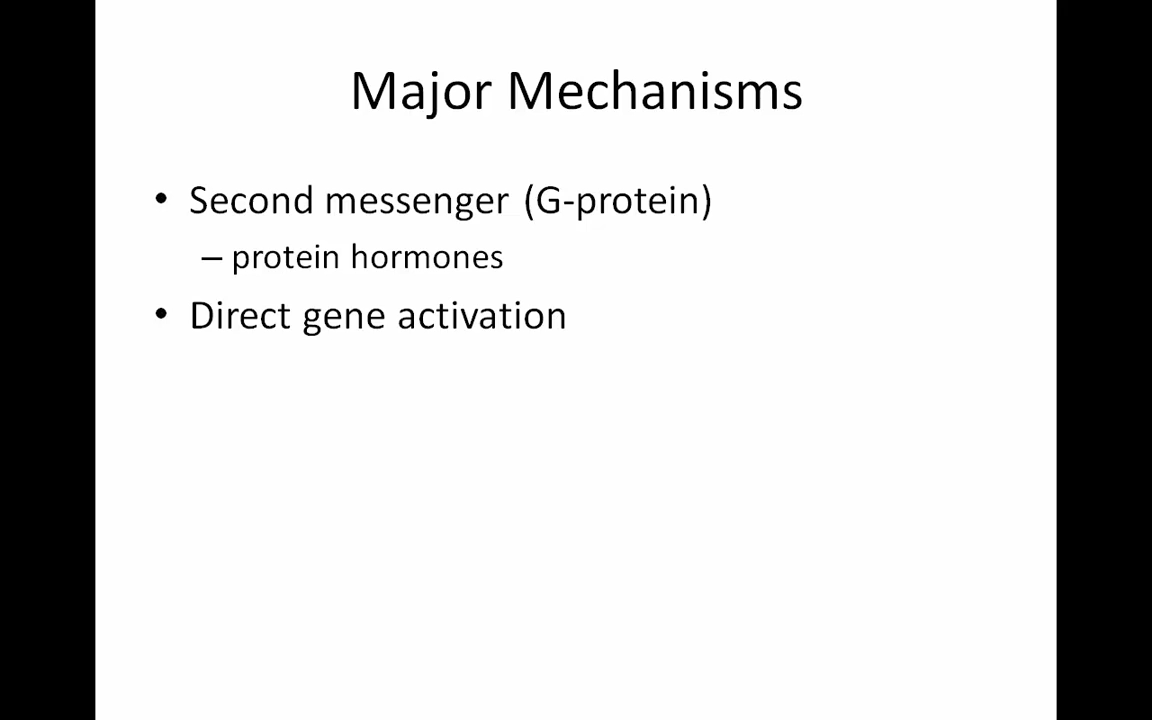 Major Mechanisms
• Second messenger (G-protein)
– protein hormones
• Direct gene activation